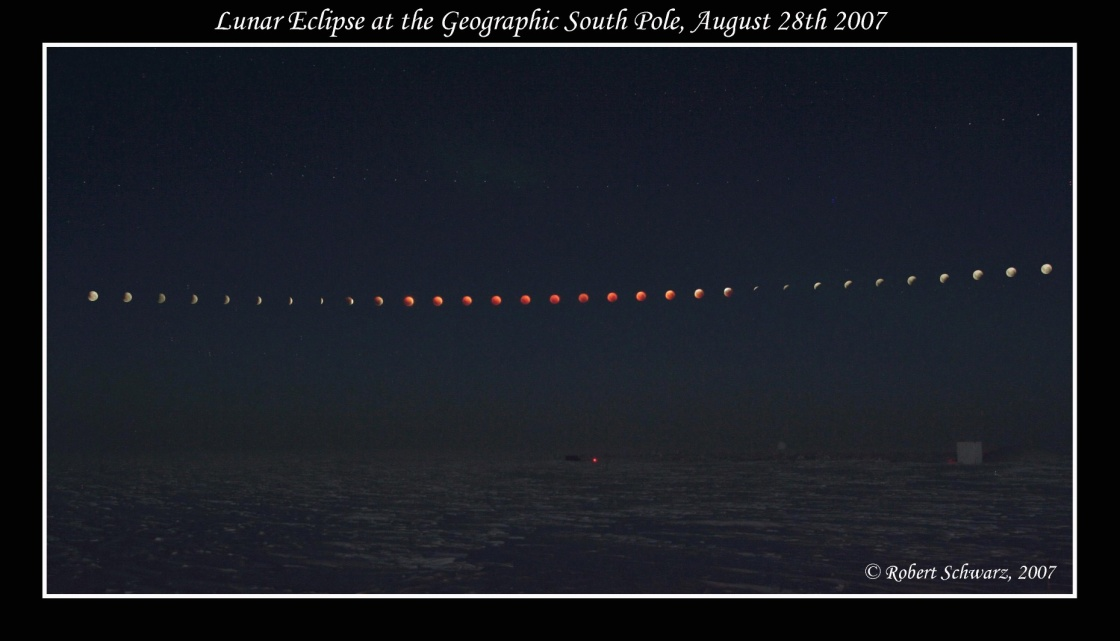 Lunar Eclipse at the Geographic South Pole, August 28th 2007
© Robert Schwarz, 2007